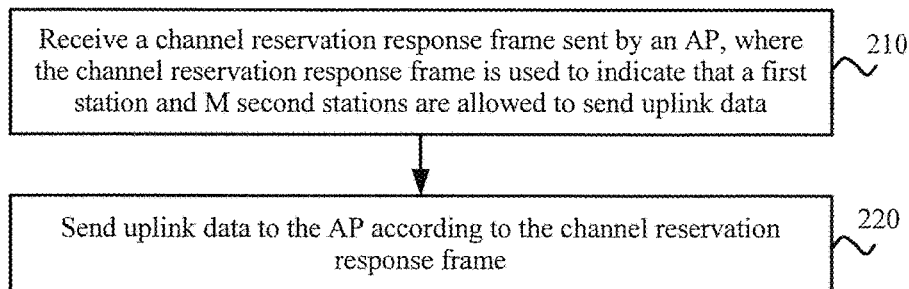 Receive a channel reservation response frame sent by an AP, where
the channel reservation response frame is used to indicate that a first
station and M second stations are allowed to send uplink data
210
Send uplink data to the AP according to the channel reservation
response frame
220